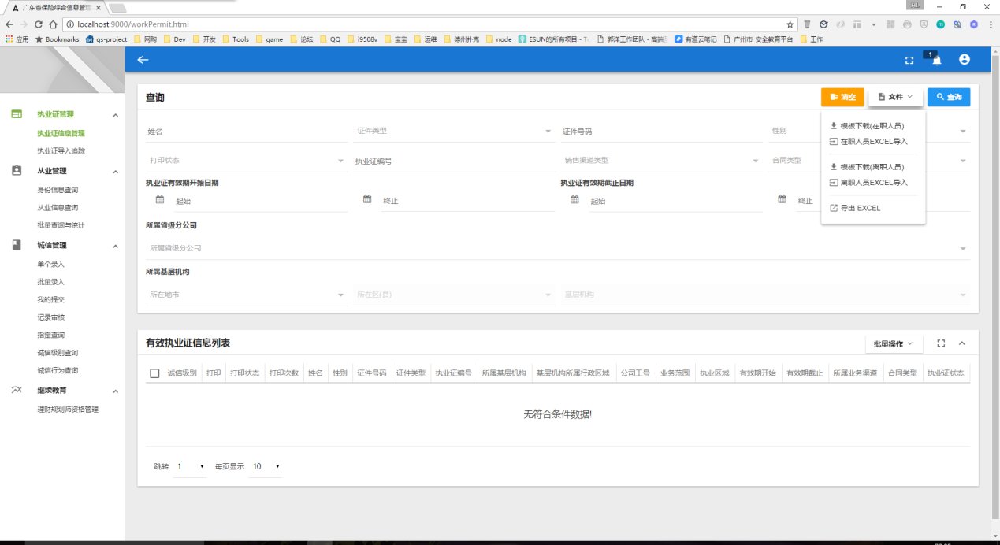 广东省保险综合信息管理
HL
localhost:9000/workPermit.html
应用 Bookmarks qs-project 网购 Dev 开发 Tools game 论坛 QQ i9508v 宝宝 运维 德州扑克 node ESUN的所有项目 - T 郭洋工作团队 - 高端 有道云笔记 广州市_安全教育平台 工作
1
执业证管理
执业证信息管理
执业证导入追踪
从业管理
身份信息查询
从业信息查询
批量查询与统计
诚信管理
单个录入
批量录入
我的提交
记录审核
指定查询
诚信级别查询
诚信行为查询
继续教育
理财规划师资格管理
查询
清空 文件 查询
姓名 证件类型 证件号码 性别
打印状态 执业证编号 销售渠道类型 合同类型
执业证有效期开始日期 执业证有效期截止日期
起始 终止 起始 终止
所属省级分公司
所属省级分公司
所属基层机构
所在地市 所在区(县) 基层机构
模板下载(在职人员)
在职人员EXCEL导入
模板下载(离职人员)
离职人员EXCEL导入
导出 EXCEL
有效执业证信息列表 批量操作
诚信级别 打印 打印状态 打印次数 姓名 性别 证件号码 证件类型 执业证编号 所属基层机构 基层机构所属行政区域 公司工号 业务范围 执业区域 有效期开始 有效期截止 所属业务渠道 合同类型 执业证状态
无符合条件数据!
跳转: 1 每页显示: 10